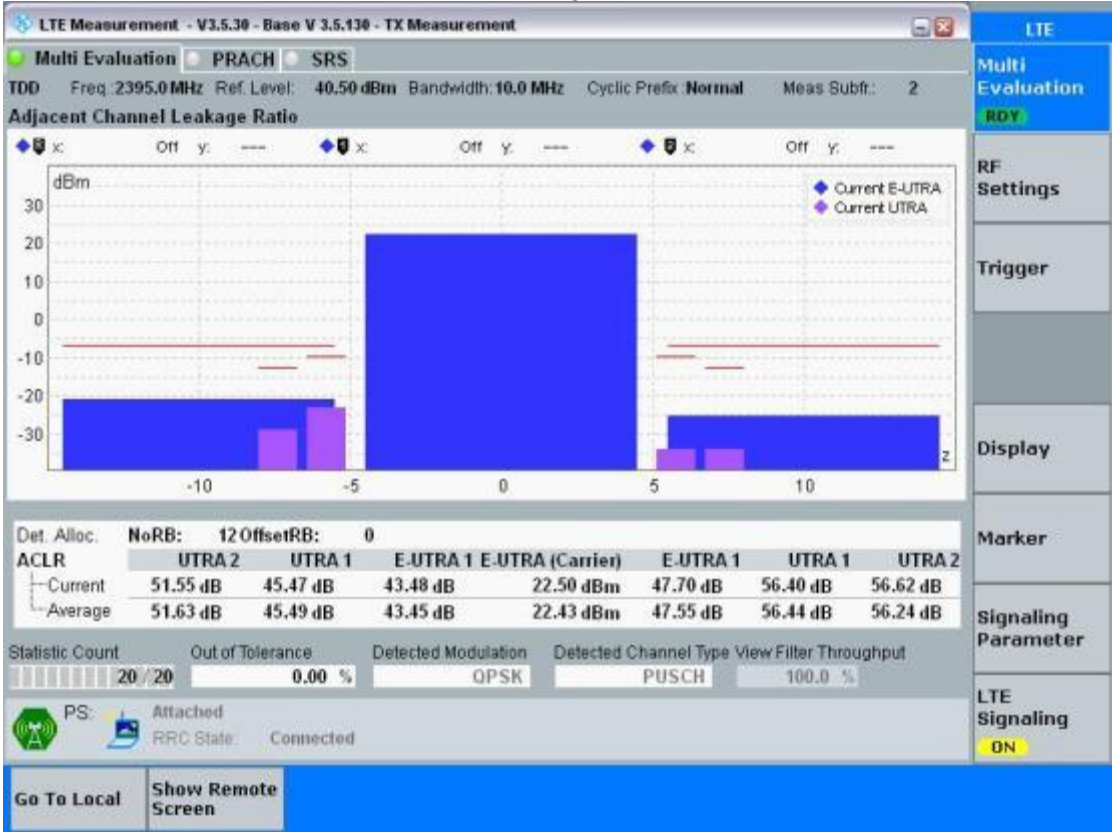 LTE Measurement - V3.5.30 - Base V 3.5.130 - TX Measurement
LTE
Multi Evaluation PRACH SRS
Multi Evaluation
RDY
TDD Freq.:2395.0 MHz Ref. Level: 40.50 dBm Bandwidth: 10.0 MHz Cyclic Prefix: Normal Meas Subfr.: 2
Adjacent Channel Leakage Ratio
x: Off y: --- x: Off y: --- x: Off y: ---
dBm
Current E-UTRA
Current UTRA
30
20
10
0
-10
-20
-30
z
-10 -5 0 5 10
RF Settings
Trigger
Display
Marker
Signaling Parameter
LTE Signaling
ON
Det. Alloc. NoRB: 12 OffsetRB: 0
ACLR UTRA 2 UTRA 1 E-UTRA 1 E-UTRA (Carrier) E-UTRA 1 UTRA 1 UTRA 2
Current 51.55 dB 45.47 dB 43.48 dB 22.50 dBm 47.70 dB 56.40 dB 56.62 dB
Average 51.63 dB 45.49 dB 43.45 dB 22.43 dBm 47.55 dB 56.44 dB 56.24 dB
Statistic Count Out of Tolerance Detected Modulation Detected Channel Type View Filter Throughput
20 / 20 0.00 % QPSK PUSCH 100.0 %
PS: Attached
RRC State: Connected
Go To Local
Show Remote Screen